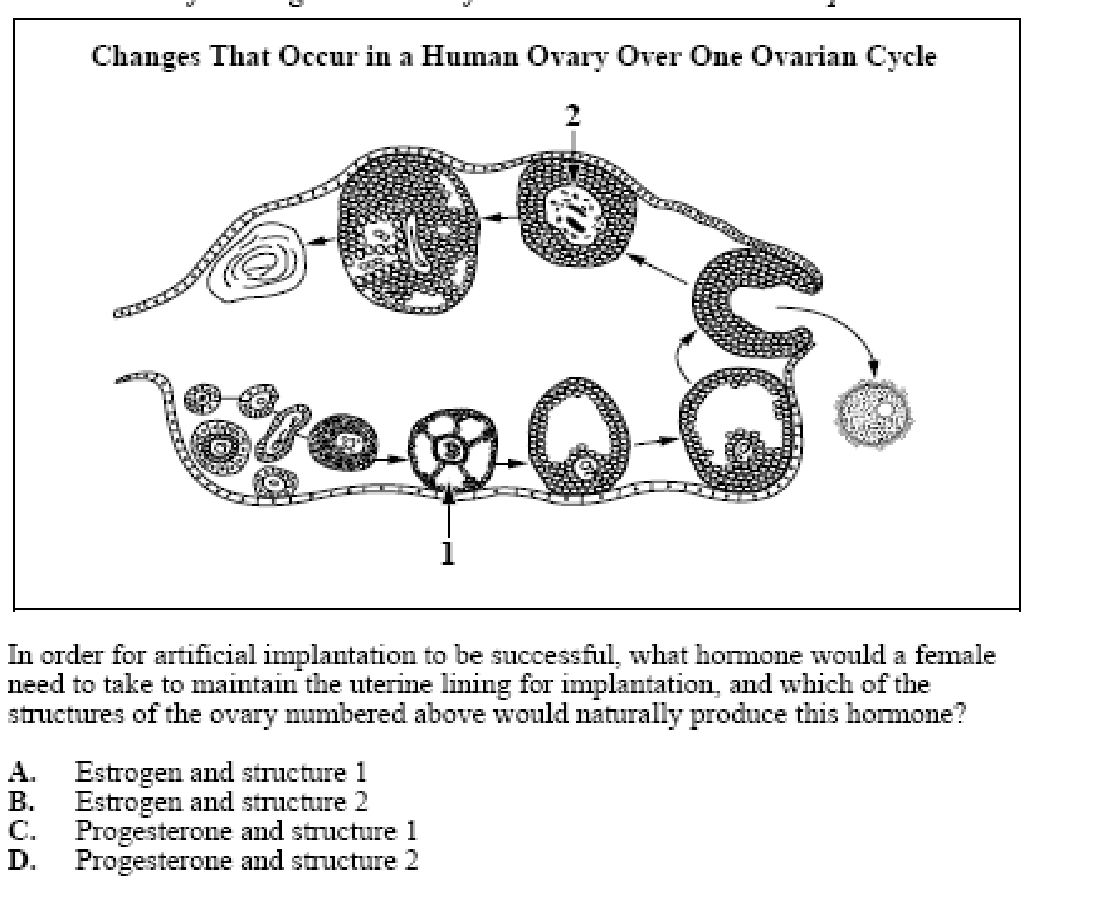 Changes That Occur in a Human Ovary Over One Ovarian Cycle
2
1
In order for artificial implantation to be successful, what hormone would a female
need to take to maintain the uterine lining for implantation, and which of the
structures of the ovary numbered above would naturally produce this hormone?
A. Estrogen and structure 1
B. Estrogen and structure 2
C. Progesterone and structure 1
D. Progesterone and structure 2